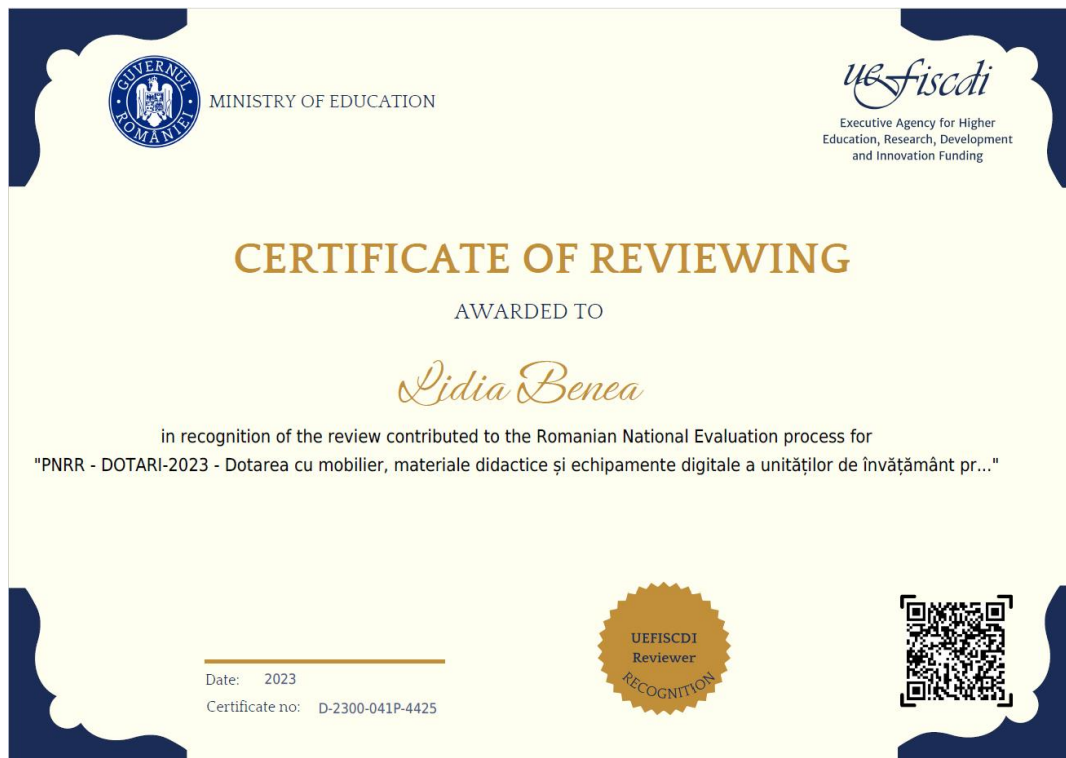 GUVERNUL ROMÂNIEI
MINISTRY OF EDUCATION
uefiscdi
Executive Agency for Higher
Education, Research, Development
and Innovation Funding
CERTIFICATE OF REVIEWING
AWARDED TO
Lidia Benea
in recognition of the review contributed to the Romanian National Evaluation process for
"PNRR - DOTARI-2023 - Dotarea cu mobilier, materiale didactice și echipamente digitale a unităților de învățământ pr..."
UEFISCDI
Reviewer
RECOGNITION
Date: 2023
Certificate no: D-2300-041P-4425